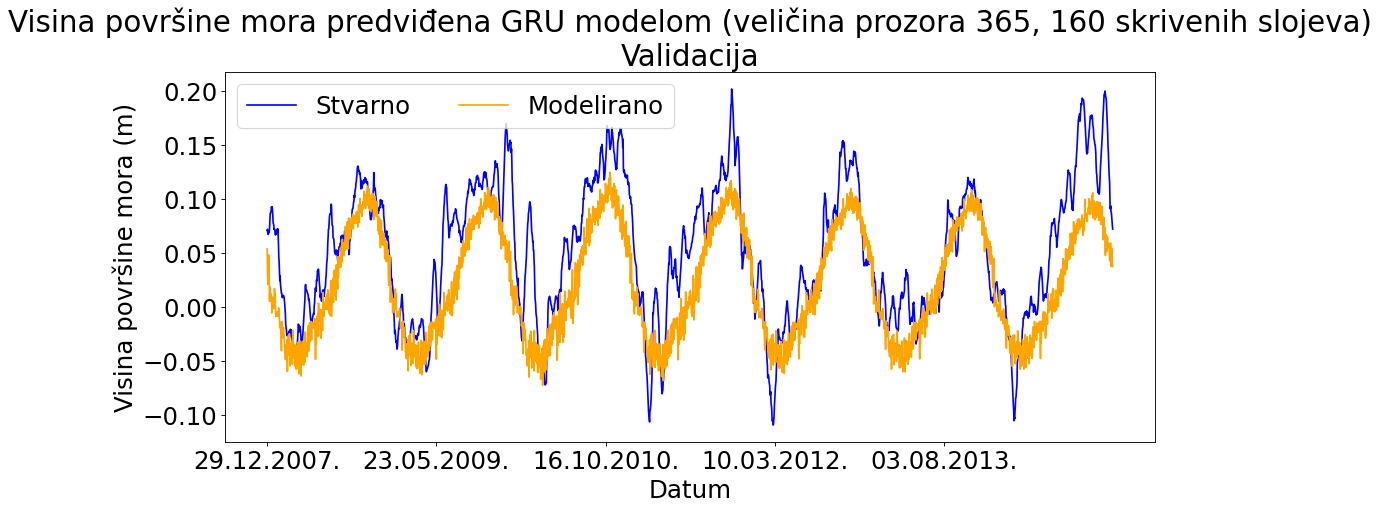 Visina površine mora predviđena GRU modelom (veličina prozora 365, 160 skrivenih slojeva)
Validacija
Stvarno
Modelirano
Visina površine mora (m)
0.20
0.15
0.10
0.05
0.00
−0.05
−0.10
29.12.2007.
23.05.2009.
16.10.2010.
10.03.2012.
03.08.2013.
Datum